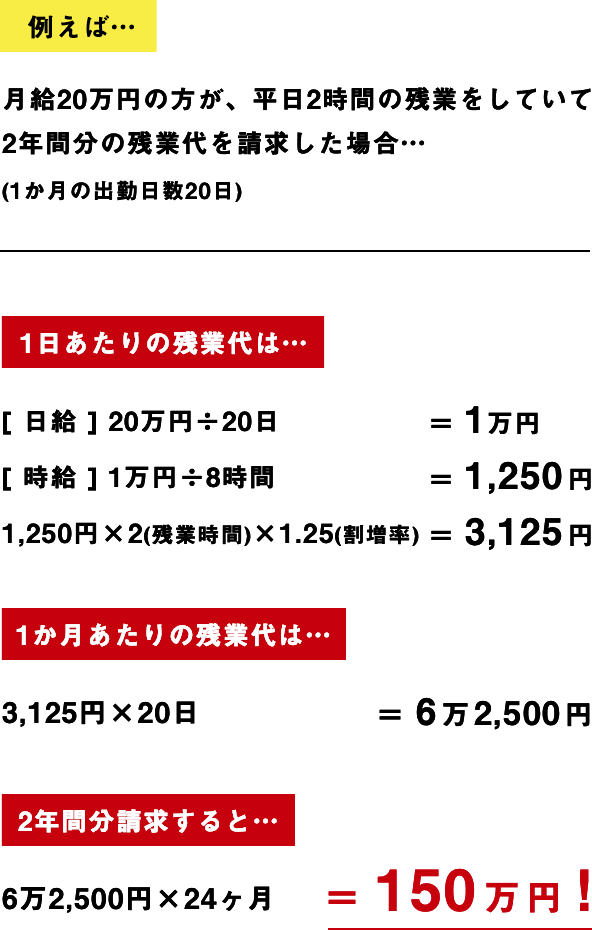 例えば…
月給20万円の方が、平日2時間の残業をしていて
2年間分の残業代を請求した場合…
(1か月の出勤日数20日)
1日あたりの残業代は…
[ 日給 ] 20万円÷20日 = 1万円
[ 時給 ] 1万円÷8時間 = 1,250円
1,250円×2(残業時間)×1.25(割増率) = 3,125円
1か月あたりの残業代は…
3,125円×20日 = 6万2,500円
2年間分請求すると…
6万2,500円×24ヶ月 = 150万円!